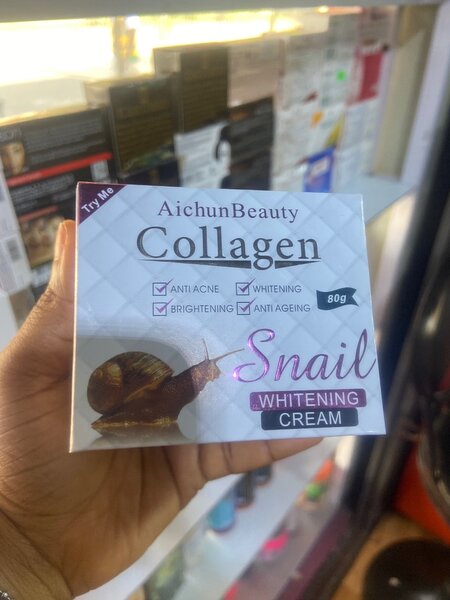 Try Me
AichunBeauty
Collagen
ANTI ACNE
WHITENING
BRIGHTENING
ANTI AGEING
80g
Snail
WHITENING
CREAM